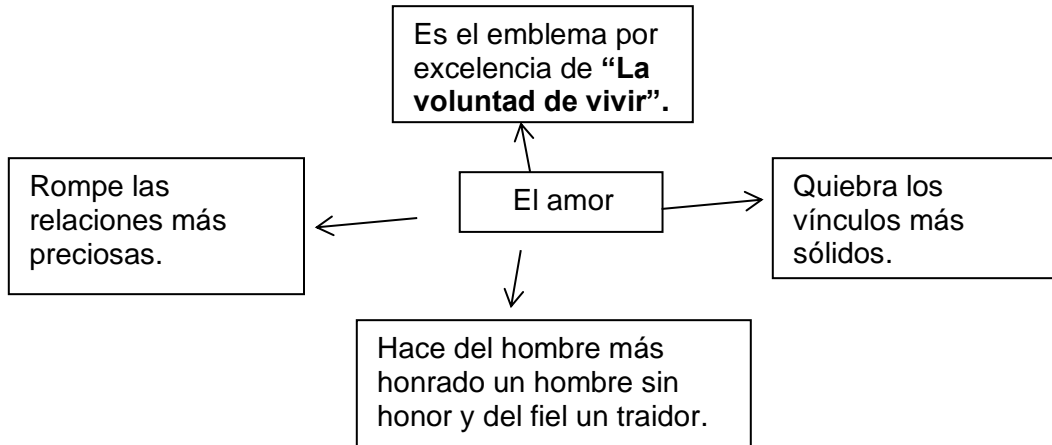 Es el emblema por
excelencia de “La
voluntad de vivir”.
Rompe las
relaciones más
preciosas.
El amor
Quiebra los
vínculos más
sólidos.
Hace del hombre más
honrado un hombre sin
honor y del fiel un traidor.